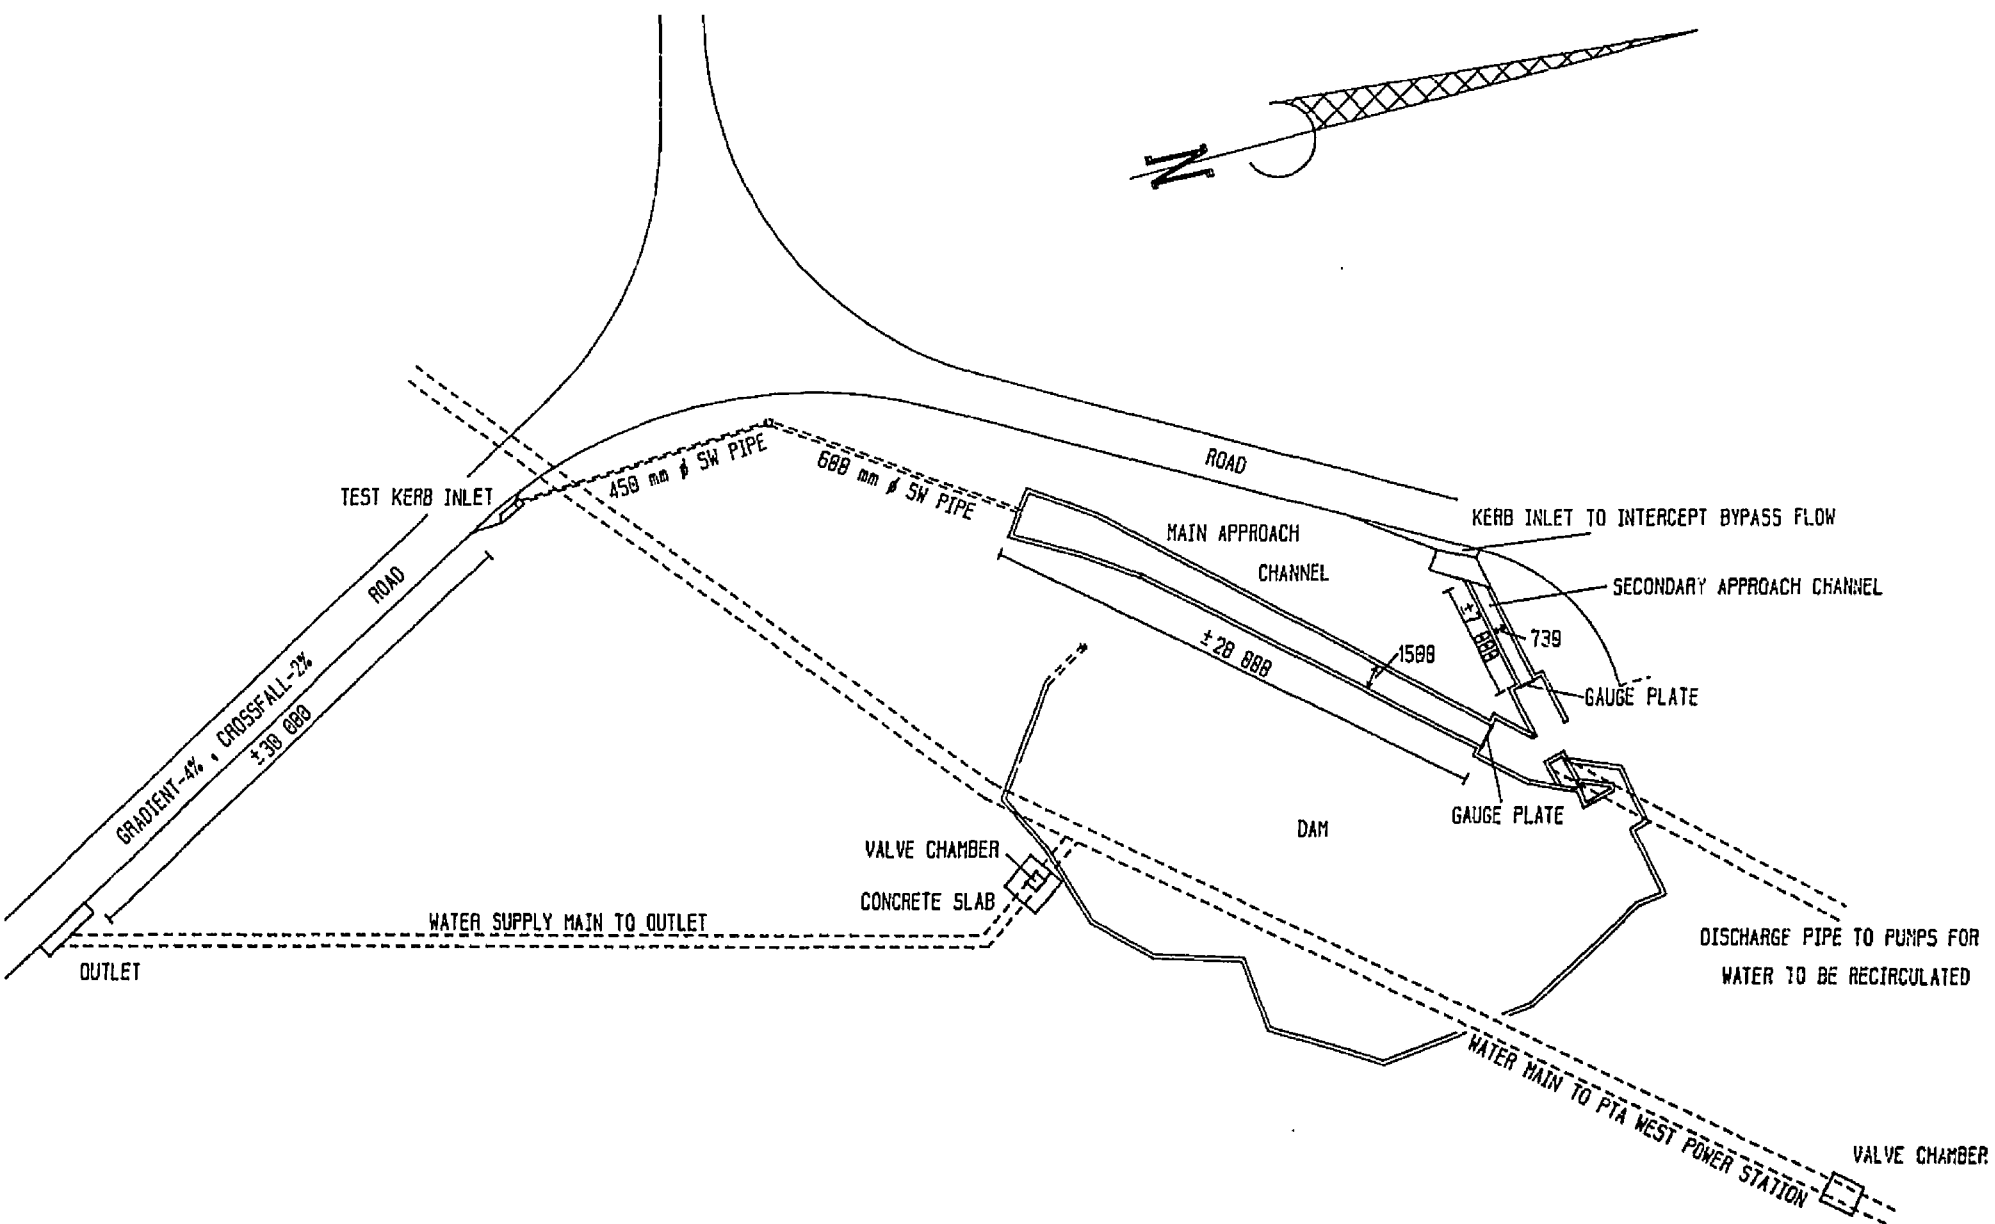 N
ROAD
TEST KERB INLET
450 mm ø SW PIPE
600 mm ø SW PIPE
MAIN APPROACH
CHANNEL
KERB INLET TO INTERCEPT BYPASS FLOW
SECONDARY APPROACH CHANNEL
ROAD
±7 000
730
±20 000
1500
GAUGE PLATE
GRADIENT-4% , CROSSFALL-2%
±30 000
GAUGE PLATE
DAM
VALVE CHAMBER
CONCRETE SLAB
WATER SUPPLY MAIN TO OUTLET
OUTLET
DISCHARGE PIPE TO PUMPS FOR
WATER TO BE RECIRCULATED
WATER MAIN TO PTA WEST POWER STATION
VALVE CHAMBER